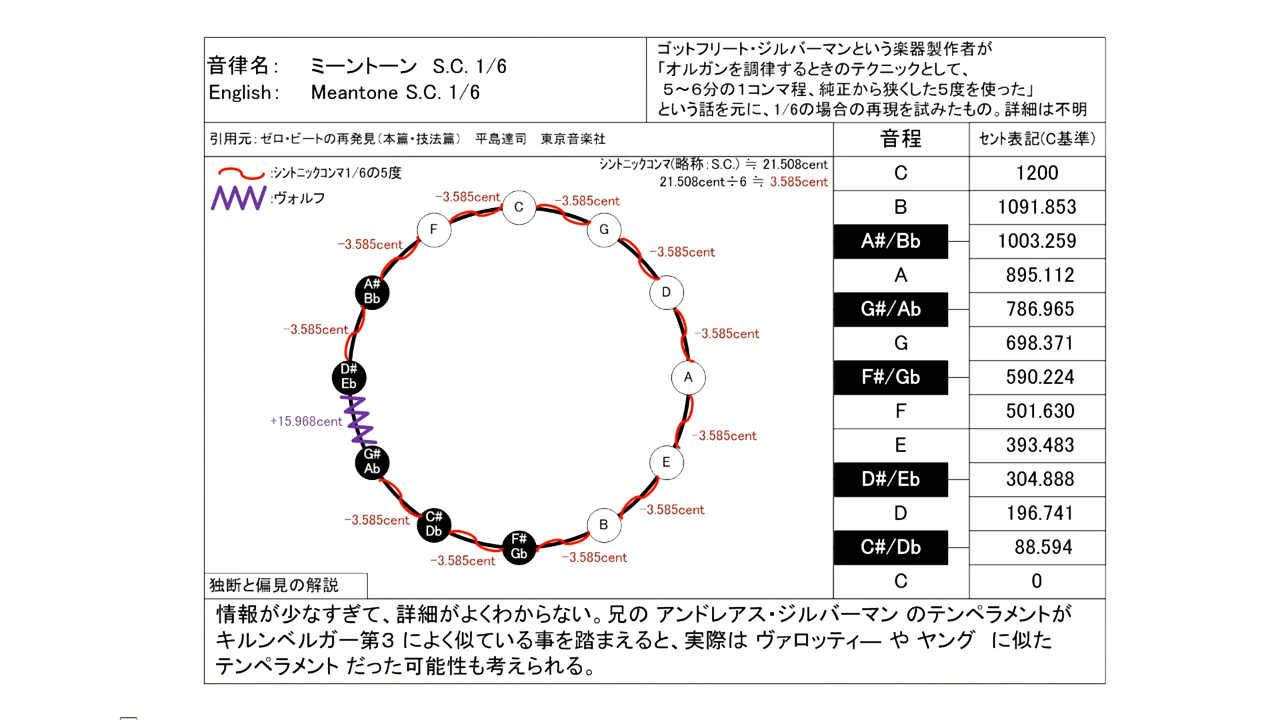 音律名： ミーントーン S.C. 1/6
English： Meantone S.C. 1/6
ゴットフリート・ジルバーマンという楽器製作者が
「オルガンを調律するときのテクニックとして、
５～６分の１コンマ程、純正から狭くした５度を使った」
という話を元に、1/6の場合の再現を試みたもの。詳細は不明
引用元：ゼロ・ビートの再発見（本篇・技法篇） 平島達司 東京音楽社
音程 セント表記(C基準)
:シントニックコンマ1/6の5度
:ヴォルフ
シントニックコンマ(略称：S.C.) ≒ 21.508cent
21.508cent÷6 ≒ 3.585cent
C 1200
B 1091.853
A#/Bb 1003.259
A 895.112
G#/Ab 786.965
G 698.371
F#/Gb 590.224
F 501.630
E 393.483
D#/Eb 304.888
D 196.741
C#/Db 88.594
C 0
-3.585cent
C
-3.585cent
F
G
-3.585cent
-3.585cent
A#
Bb
D
-3.585cent
-3.585cent
D#
Eb
A
+15.968cent
-3.585cent
G#
Ab
E
-3.585cent
-3.585cent
C#
Db
B
F#
Gb
-3.585cent
-3.585cent
独断と偏見の解説
情報が少なすぎて、詳細がよくわからない。兄の アンドレアス・ジルバーマン のテンペラメントが
キルンベルガー第３ によく似ている事を踏まえると、実際は ヴァロッティー や ヤング に似た
テンペラメント だった可能性も考えられる。